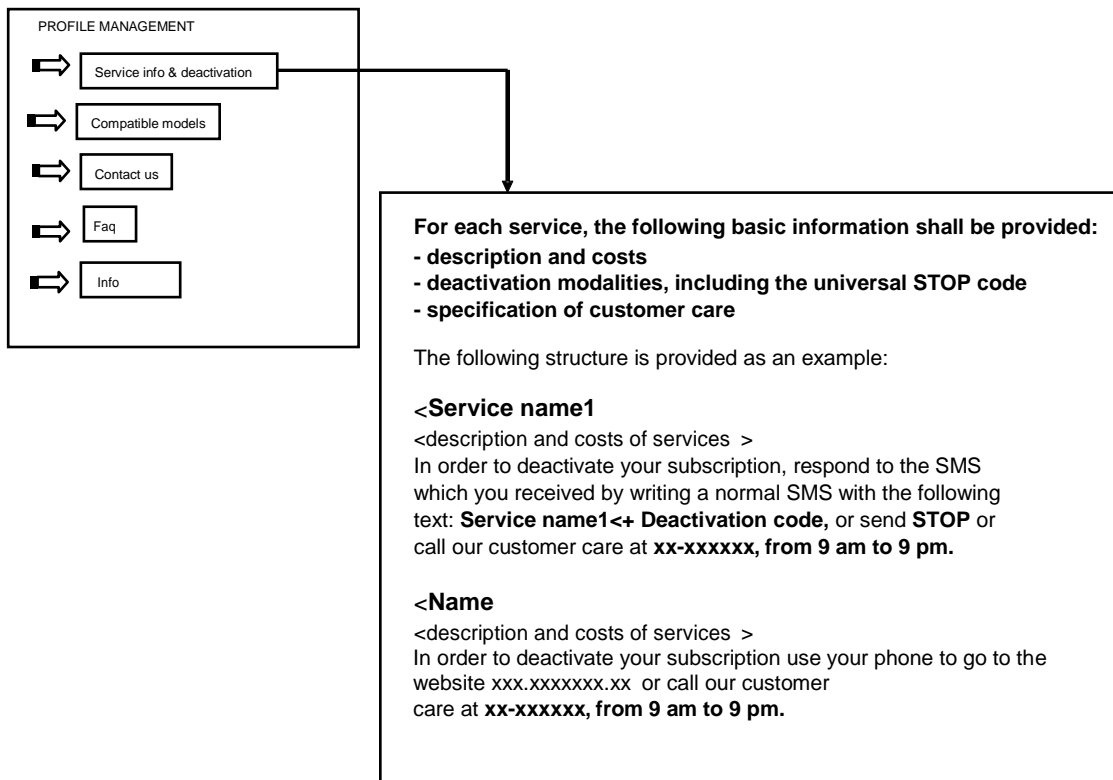 PROFILE MANAGEMENT
Service info & deactivation
Compatible models
Contact us
Faq
Info
For each service, the following basic information shall be provided:
- description and costs
- deactivation modalities, including the universal STOP code
- specification of customer care
The following structure is provided as an example:
<Service name1
<description and costs of services >
In order to deactivate your subscription, respond to the SMS
which you received by writing a normal SMS with the following
text: Service name1<+ Deactivation code, or send STOP or
call our customer care at xx-xxxxxx, from 9 am to 9 pm.
<Name
<description and costs of services >
In order to deactivate your subscription use your phone to go to the
website xxx.xxxxxxx.xx or call our customer
care at xx-xxxxxx, from 9 am to 9 pm.